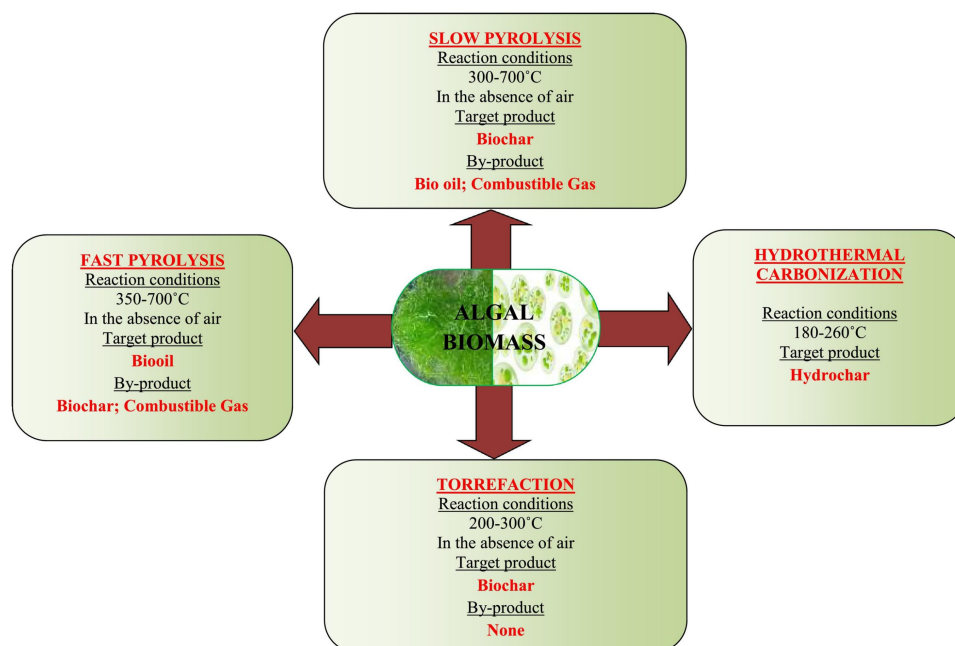 SLOW PYROLYSIS
Reaction conditions
300-700˚C
In the absence of air
Target product
Biochar
By-product
Bio oil; Combustible Gas
FAST PYROLYSIS
Reaction conditions
350-700˚C
In the absence of air
Target product
Biooil
By-product
Biochar; Combustible Gas
ALGAL
BIOMASS
HYDROTHERMAL
CARBONIZATION
Reaction conditions
180-260˚C
Target product
Hydrochar
TORREFACTION
Reaction conditions
200-300˚C
In the absence of air
Target product
Biochar
By-product
None